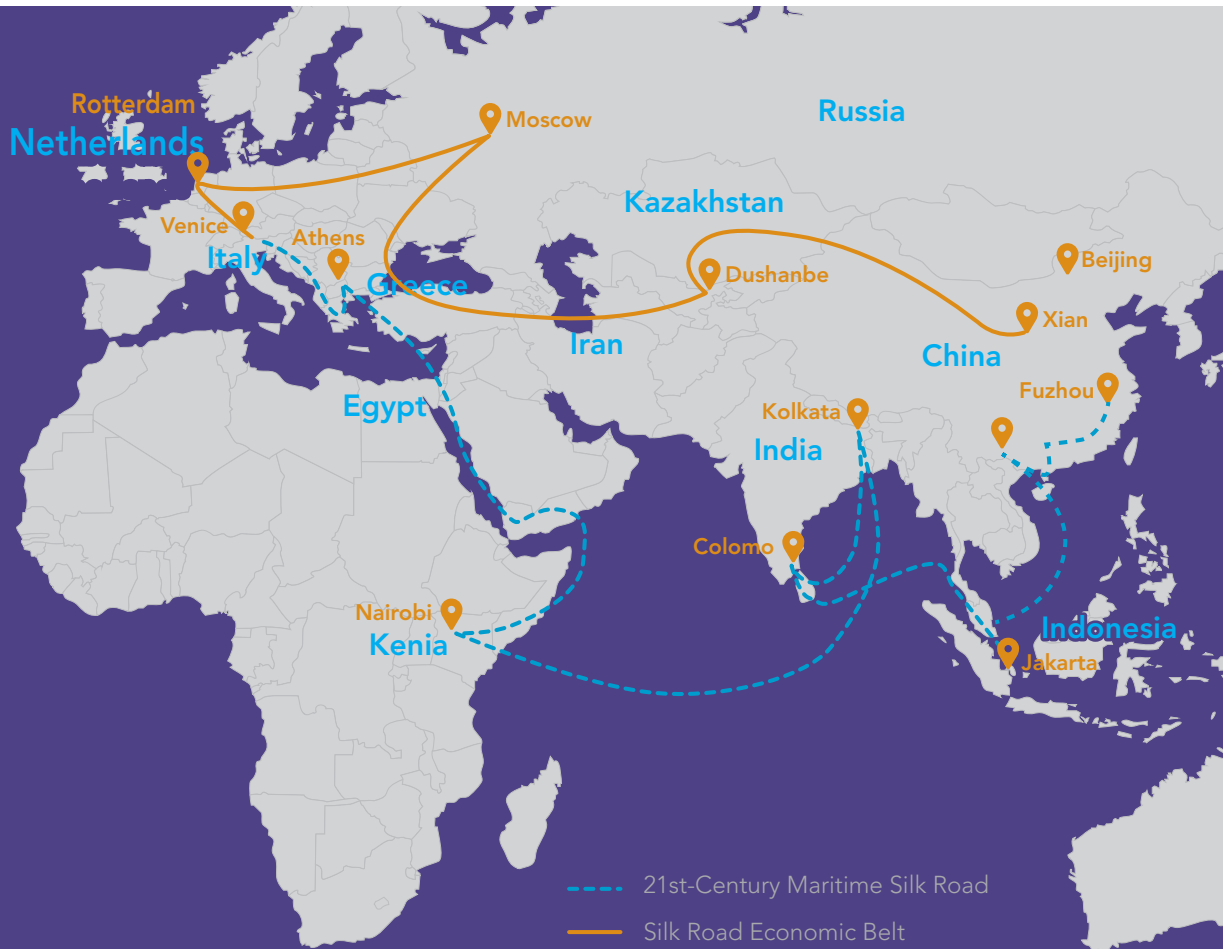 Rotterdam
Netherlands
Moscow
Russia
Kazakhstan
Venice
Athens
Italy
Greece
Dushanbe
Beijing
Xian
Iran
China
Fuzhou
Egypt
Kolkata
India
Colomo
Nairobi
Kenia
Indonesia
Jakarta
21st-Century Maritime Silk Road
Silk Road Economic Belt